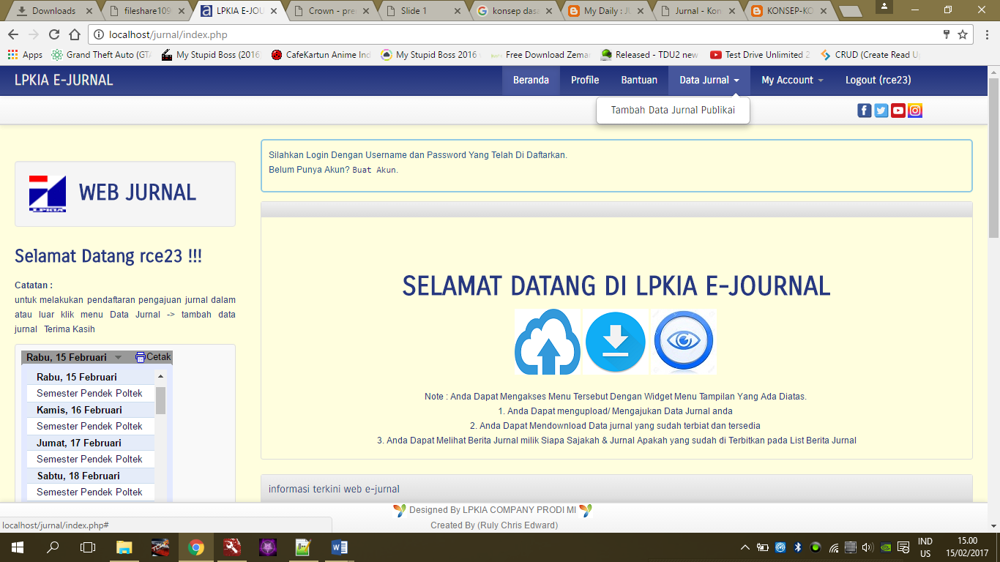 Downloads
fileshare109
LPKIA E-JOU
Crown - pre
Slide 1
konsep dasa
My Daily : JU
Jurnal - Kon
KONSEP-KO
localhost/jurnal/index.php
Apps
Grand Theft Auto (GTA
My Stupid Boss (2016
CafeKartun Anime Ind
My Stupid Boss 2016
Free Download Zema
Released - TDU2 new
Test Drive Unlimited 2
CRUD (Create Read U
LPKIA E-JURNAL
Beranda
Profile
Bantuan
Data Jurnal
My Account
Logout (rce23)
Tambah Data Jurnal Publikai
WEB JURNAL
LPKIA
Selamat Datang rce23 !!!
Catatan :
untuk melakukan pendaftaran pengajuan jurnal dalam
atau luar klik menu Data Jurnal -> tambah data
jurnal Terima Kasih
Rabu, 15 Februari
Cetak
Rabu, 15 Februari
Semester Pendek Poltek
Kamis, 16 Februari
Semester Pendek Poltek
Jumat, 17 Februari
Semester Pendek Poltek
Sabtu, 18 Februari
Semester Pendek Poltek
Silahkan Login Dengan Username dan Password Yang Telah Di Daftarkan.
Belum Punya Akun? Buat Akun.
SELAMAT DATANG DI LPKIA E-JOURNAL
Note : Anda Dapat Mengakses Menu Tersebut Dengan Widget Menu Tampilan Yang Ada Diatas.
1. Anda Dapat mengupload/ Mengajukan Data Jurnal anda
2. Anda Dapat Mendownload Data jurnal yang sudah terbiat dan tersedia
3. Anda Dapat Melihat Berita Jurnal milik Siapa Sajakah & Jurnal Apakah yang sudah di Terbitkan pada List Berita Jurnal
informasi terkini web e-jurnal
Designed By LPKIA COMPANY PRODI MI
Created By (Ruly Chris Edward)
localhost/jurnal/index.php#
IND
US
15.00
15/02/2017